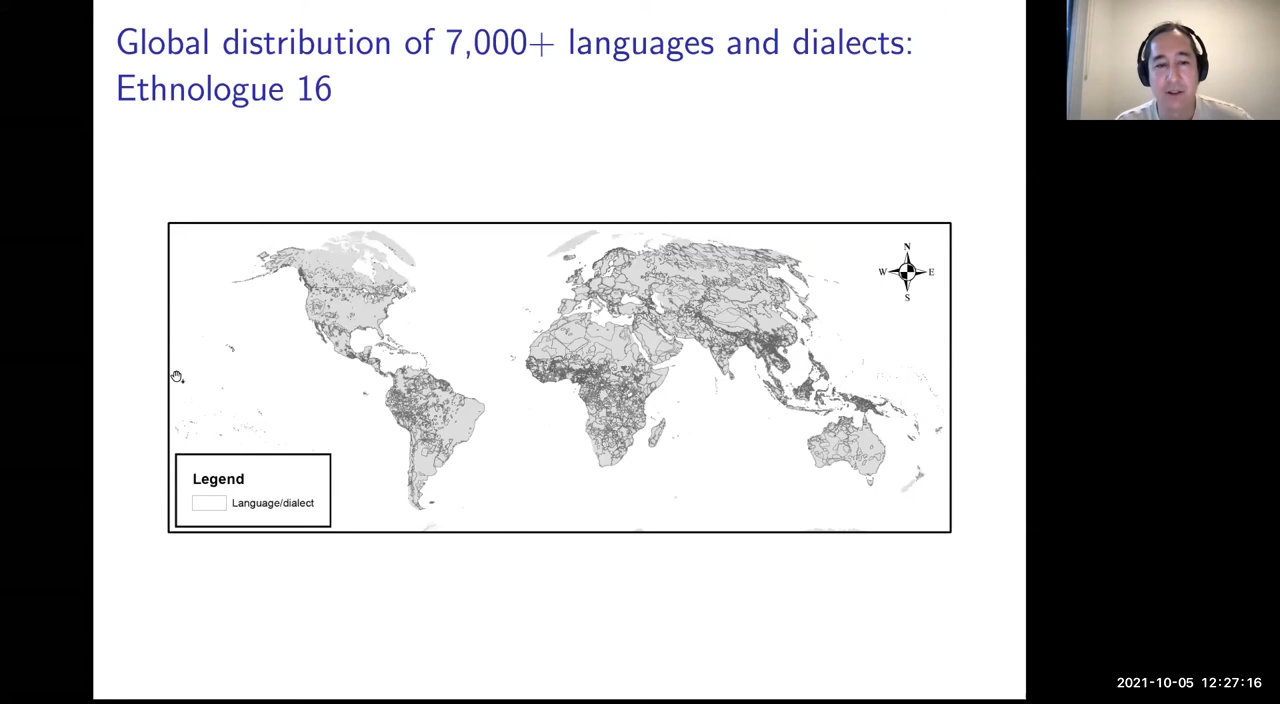 Global distribution of 7,000+ languages and dialects:
Ethnologue 16
N
W E
S
Legend
Language/dialect
2021-10-05 12:27:16